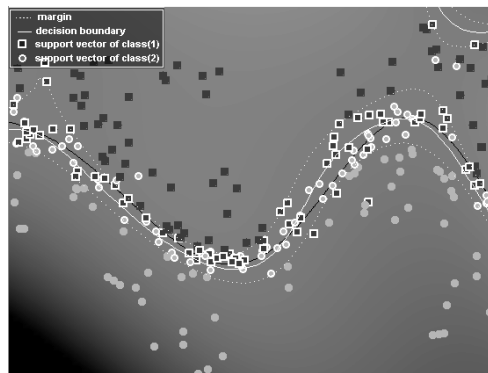 margin
decision boundary
support vector of class(1)
support vector of class(2)